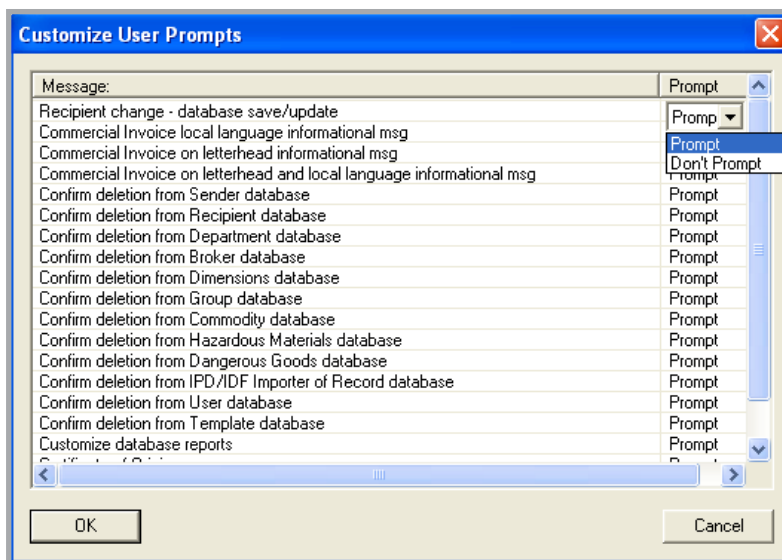 Customize User Prompts
Message: Prompt
Recipient change - database save/update Promp
Commercial Invoice local language informational msg
Prompt
Commercial Invoice on letterhead informational msg
Don't Prompt
Commercial Invoice on letterhead and local language informational msg Prompt
Confirm deletion from Sender database Prompt
Confirm deletion from Recipient database Prompt
Confirm deletion from Department database Prompt
Confirm deletion from Broker database Prompt
Confirm deletion from Dimensions database Prompt
Confirm deletion from Group database Prompt
Confirm deletion from Commodity database Prompt
Confirm deletion from Hazardous Materials database Prompt
Confirm deletion from Dangerous Goods database Prompt
Confirm deletion from IPD/IDF Importer of Record database Prompt
Confirm deletion from User database Prompt
Confirm deletion from Template database Prompt
Customize database reports Prompt
OK Cancel